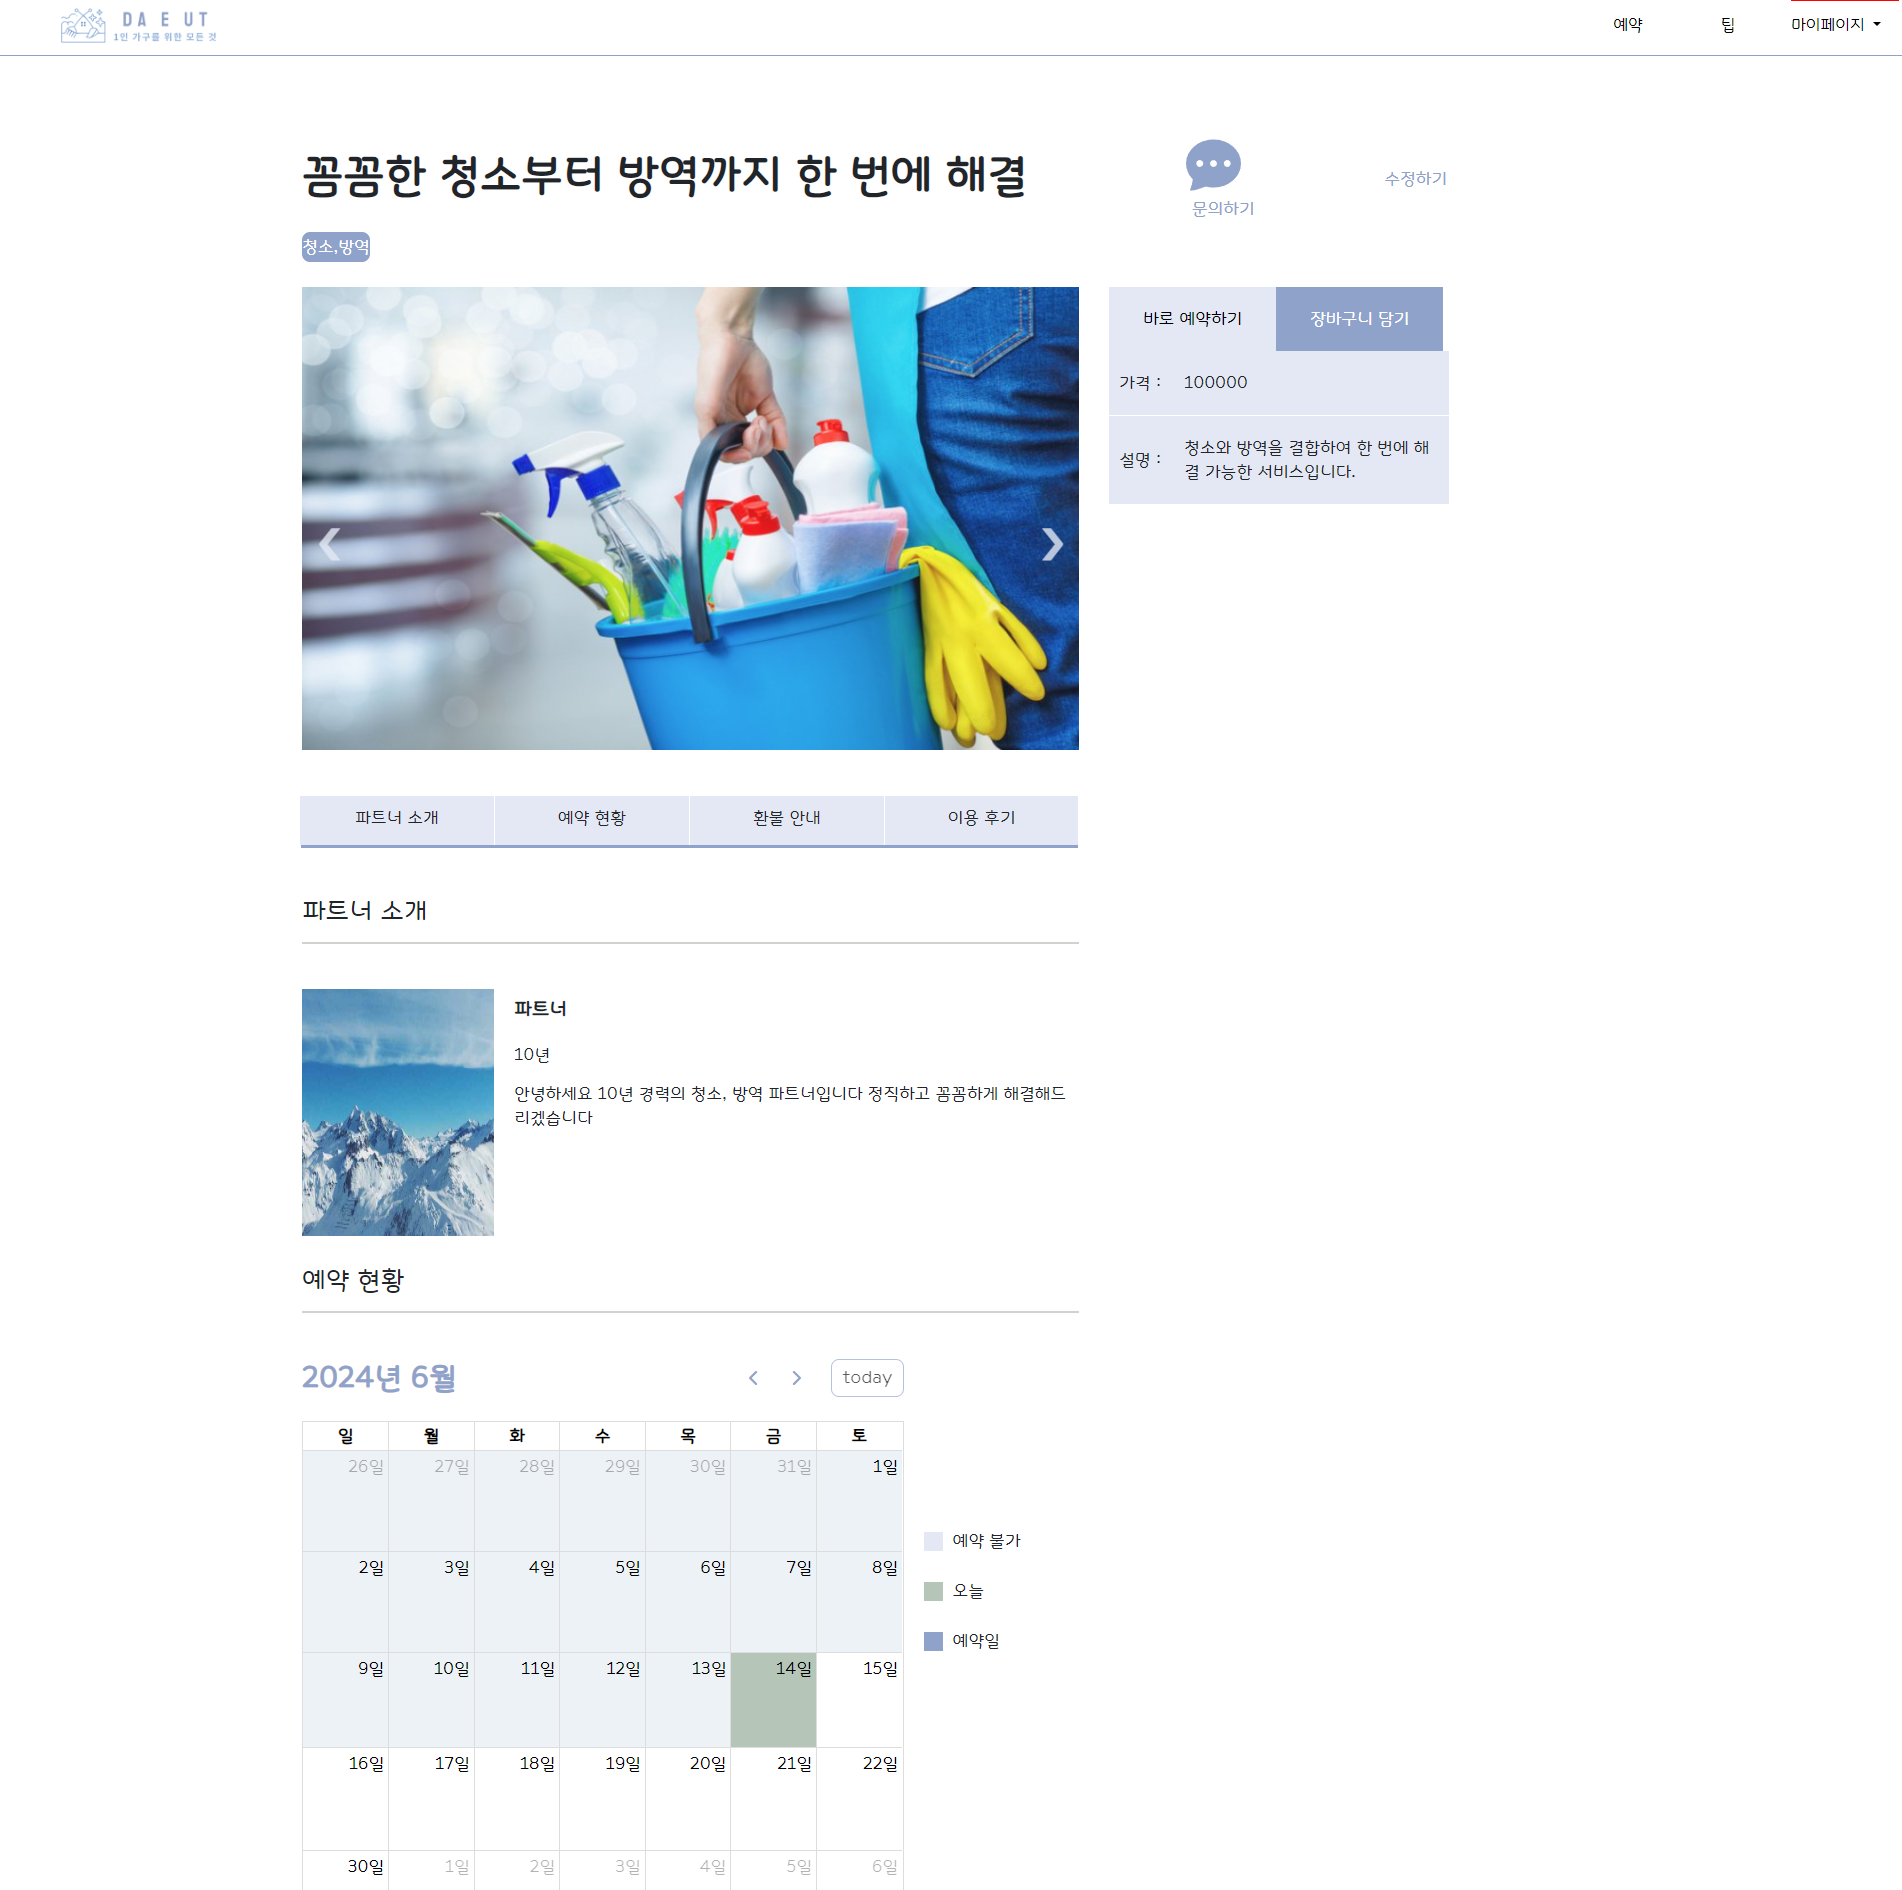 DA E UT
1인 가구를 위한 모든 것
예약
팁
마이페이지
꼼꼼한 청소부터 방역까지 한 번에 해결
문의하기
수정하기
청소,방역
바로 예약하기
장바구니 담기
가격 : 100000
설명 : 청소와 방역을 결합하여 한 번에 해
결 가능한 서비스입니다.
파트너 소개
예약 현황
환불 안내
이용 후기
파트너 소개
파트너
10년
안녕하세요 10년 경력의 청소, 방역 파트너입니다 정직하고 꼼꼼하게 해결해드
리겠습니다
예약 현황
2024년 6월
today
일 월 화 수 목 금 토
26일 27일 28일 29일 30일 31일 1일
2일 3일 4일 5일 6일 7일 8일
9일 10일 11일 12일 13일 14일 15일
16일 17일 18일 19일 20일 21일 22일
30일 1일 2일 3일 4일 5일 6일
예약 불가
오늘
예약일